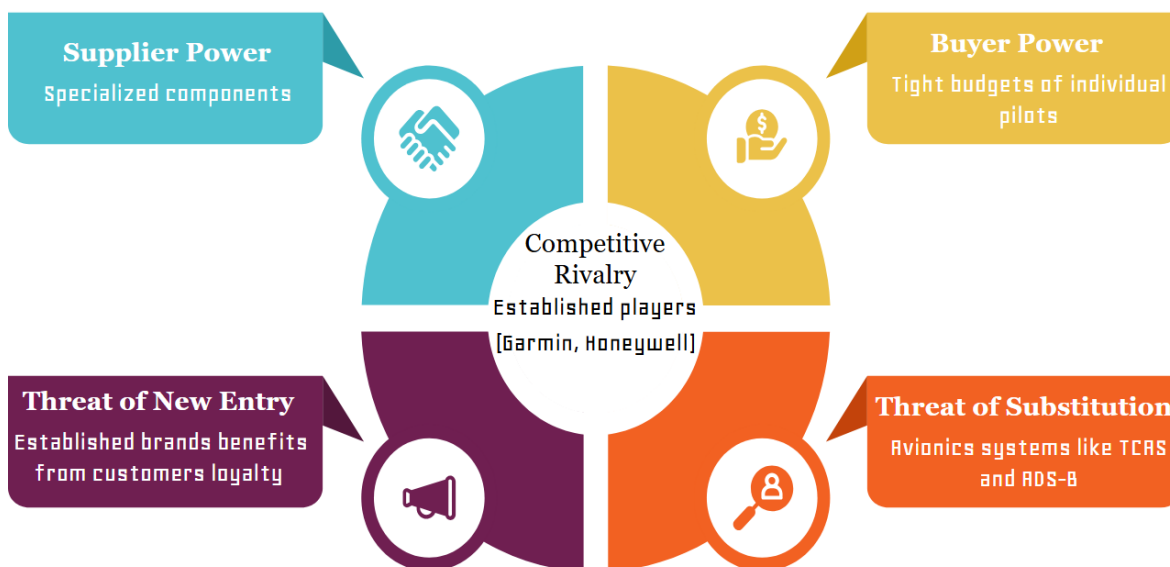 Supplier Power
Specialized components
Buyer Power
Tight budgets of individual
pilots
Competitive
Rivalry
Established players
[Garmin, Honeywell]
Threat of New Entry
Established brands benefits
from customers loyalty
Threat of Substitution
Avionics systems like TCAS
and ADS-B
$